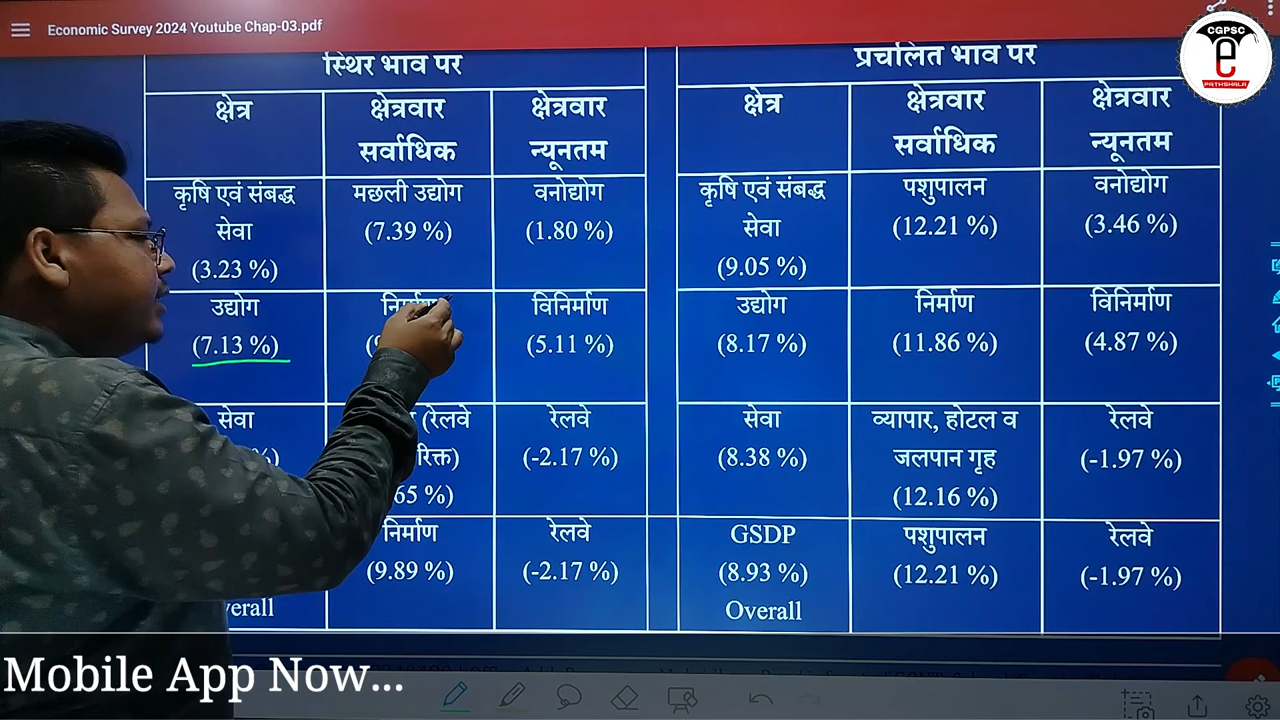 Economic Survey 2024 Youtube Chap-03.pdf
CGPSC
e
PATHSHALA
स्थिर भाव पर
क्षेत्र
क्षेत्रवार
सर्वाधिक
क्षेत्रवार
न्यूनतम
कृषि एवं संबद्ध
सेवा
(3.23 %)
मछली उद्योग
(7.39 %)
वनोद्योग
(1.80 %)
उद्योग
(7.13 %)
विनिर्माण
(5.11 %)
सेवा
(रेलवे
रेलवे
(-2.17 %)
निर्माण
(9.89 %)
रेलवे
(-2.17 %)
प्रचलित भाव पर
क्षेत्र
क्षेत्रवार
सर्वाधिक
क्षेत्रवार
न्यूनतम
कृषि एवं संबद्ध
सेवा
(9.05 %)
पशुपालन
(12.21 %)
वनोद्योग
(3.46 %)
उद्योग
(8.17 %)
निर्माण
(11.86 %)
विनिर्माण
(4.87 %)
सेवा
(8.38 %)
व्यापार, होटल व
जलपान गृह
(12.16 %)
रेलवे
(-1.97 %)
GSDP
(8.93 %)
Overall
पशुपालन
(12.21 %)
रेलवे
(-1.97 %)
Mobile App Now...